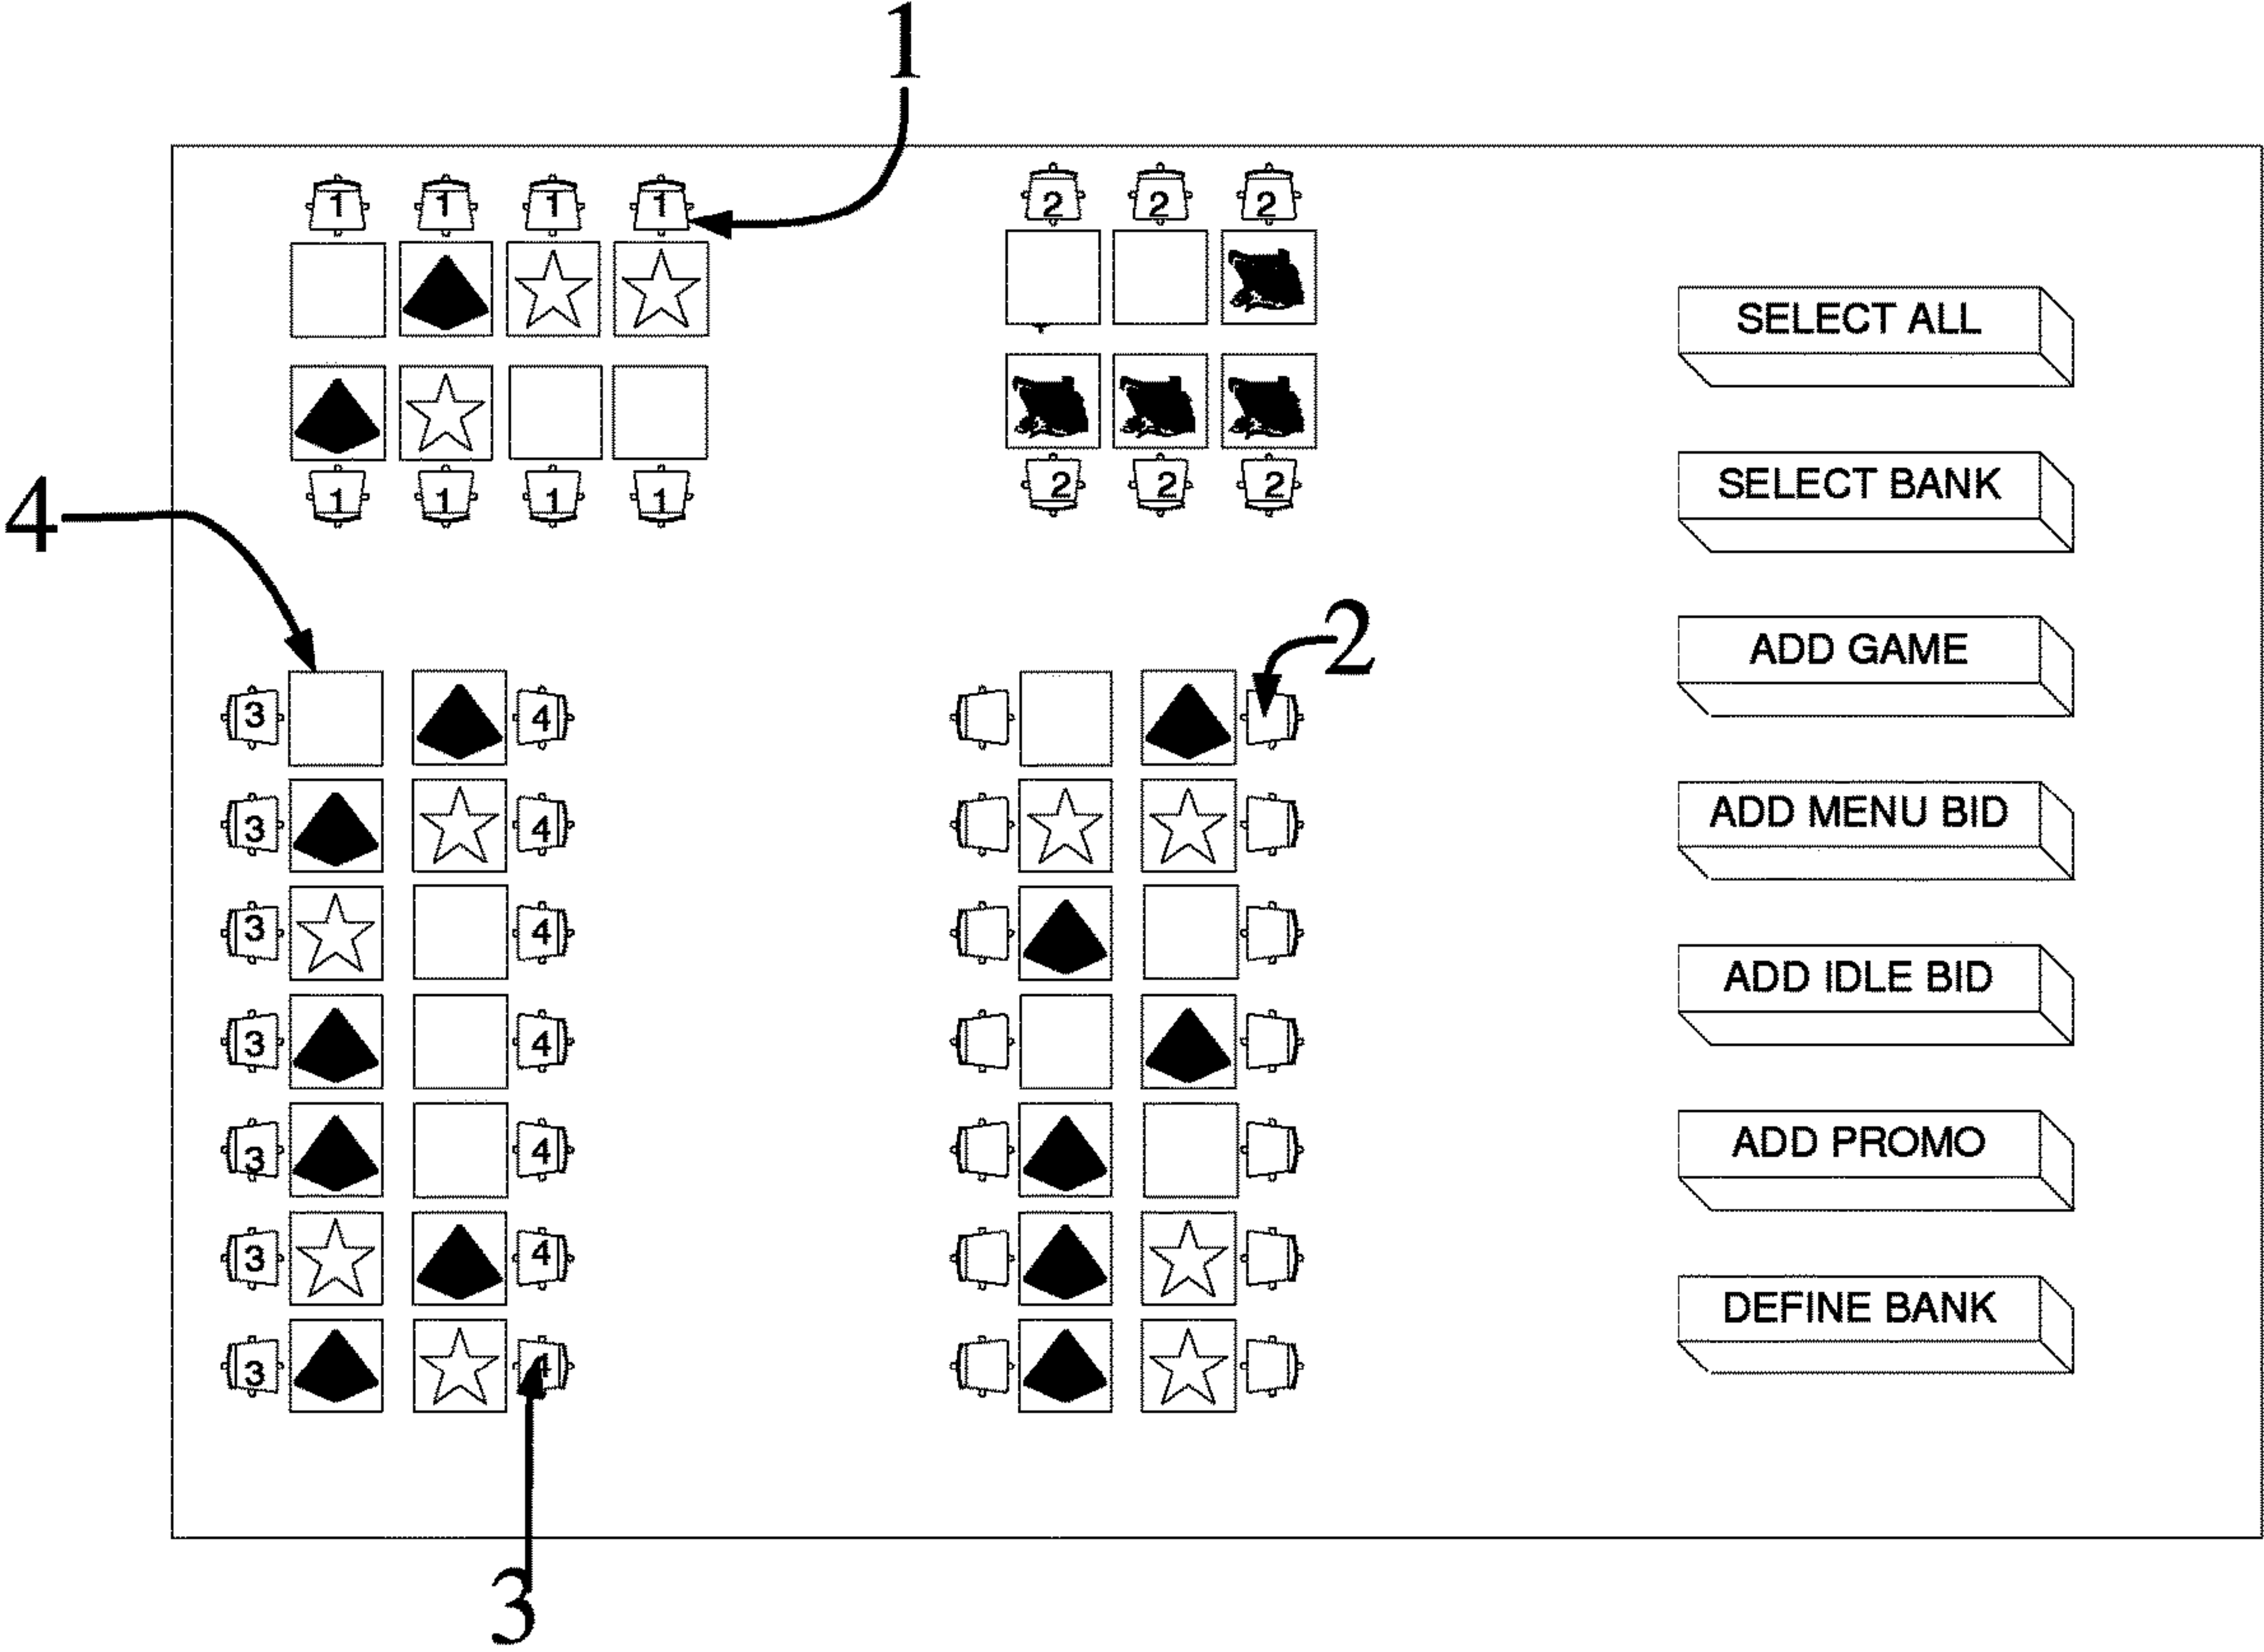 1
1 1 1 1
2 2 2
SELECT ALL
1 1 1 1
2 2 2
SELECT BANK
4
2
ADD GAME
3 4
3 4
ADD MENU BID
3 4
ADD IDLE BID
3 4
3 4
ADD PROMO
3 4
DEFINE BANK
3 4
3